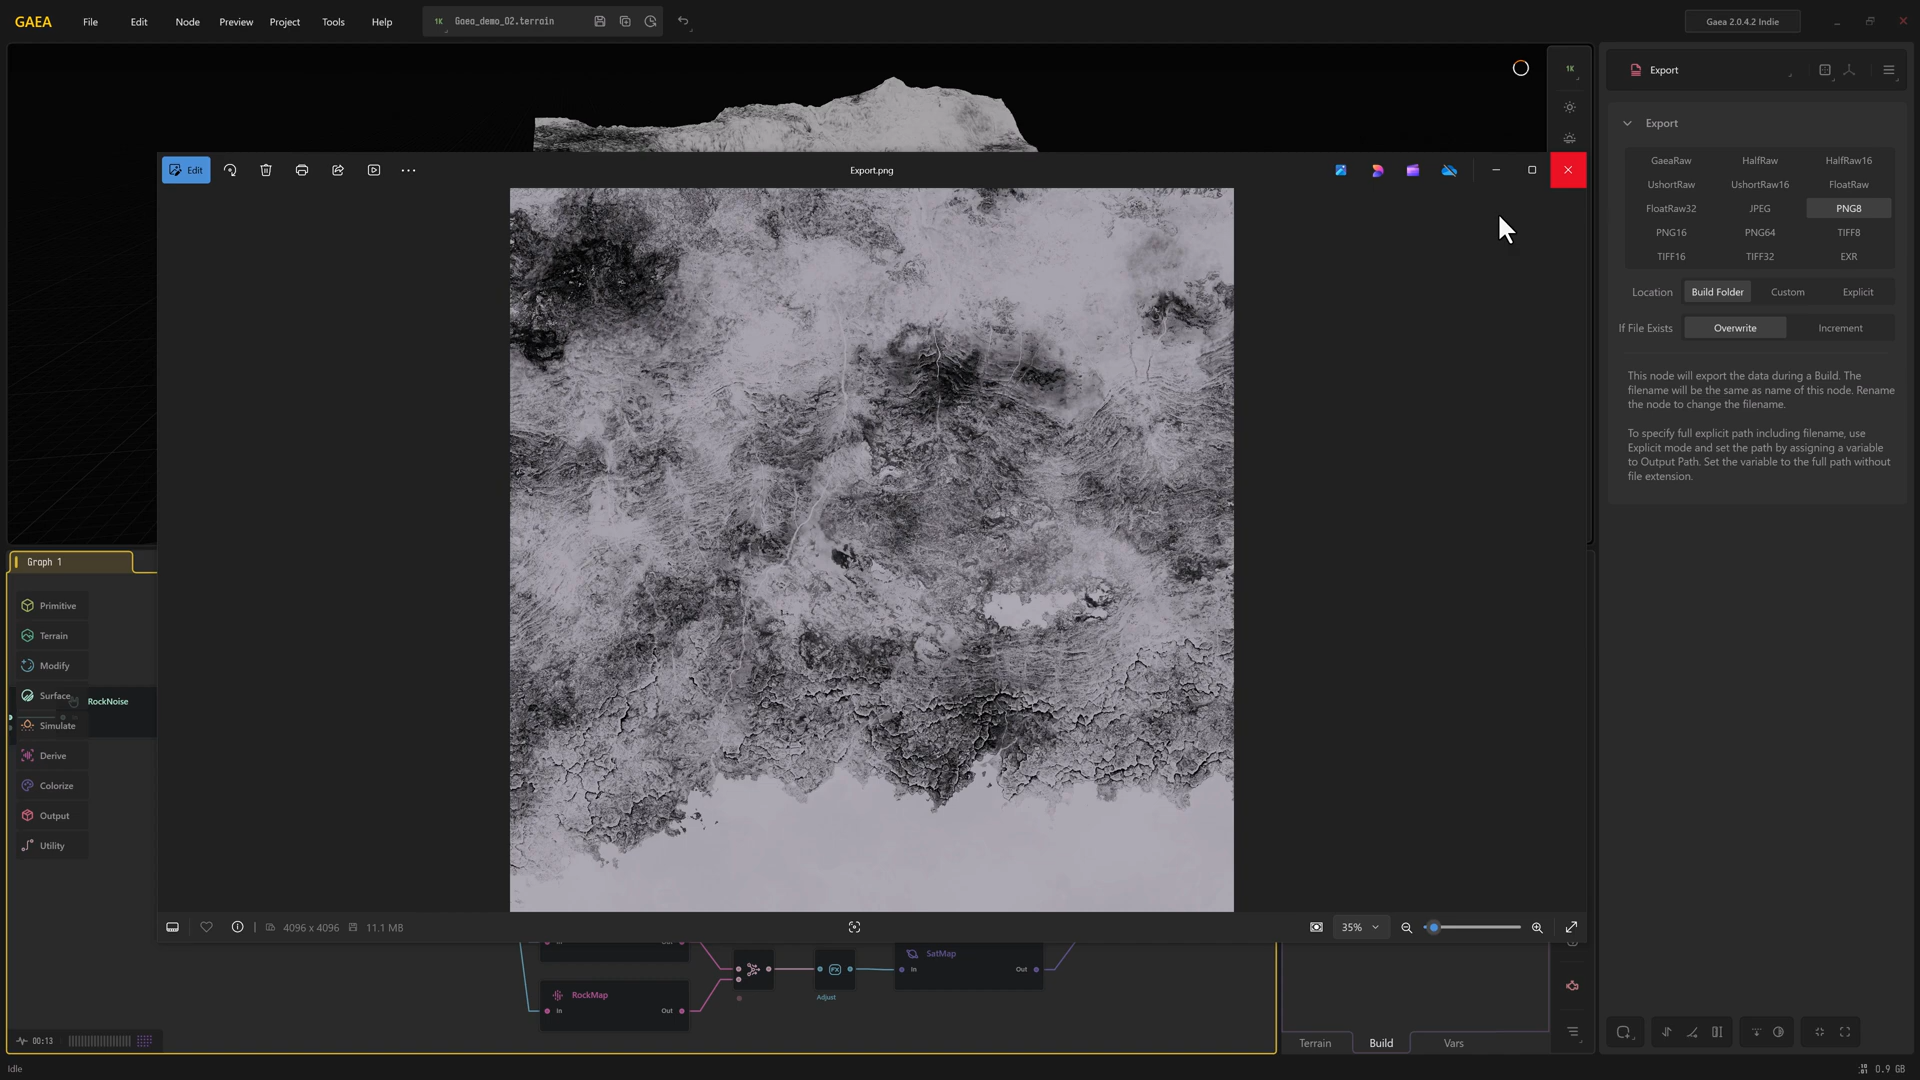 GAEA File Edit Node Preview Project Tools Help
1K Gaea_demo_02.terrain
Gaea 2.0.4.2 Indie
1K
Export
Export
GaeaRaw HalfRaw HalfRaw16
UshortRaw UshortRaw16 FloatRaw
FloatRaw32 JPEG PNG8
PNG16 PNG64 TIFF8
TIFF16 TIFF32 EXR
Location Build Folder Custom Explicit
If File Exists Overwrite Increment
This node will export the data during a Build. The
filename will be the same as name of this node. Rename
the node to change the filename.
To specify full explicit path including filename, use
Explicit mode and set the path by assigning a variable
to Output Path. Set the variable to the full path without
file extension.
Edit
Export.png
4096 x 4096 11.1 MB
35%
Graph 1
Primitive
Terrain
Modify
Surface
RockNoise
Simulate
Derive
Colorize
Output
Utility
SatMap
In Out
FX
Adjust
RockMap
In Out
00:13
Terrain Build Vars
Idle
0.9 GB